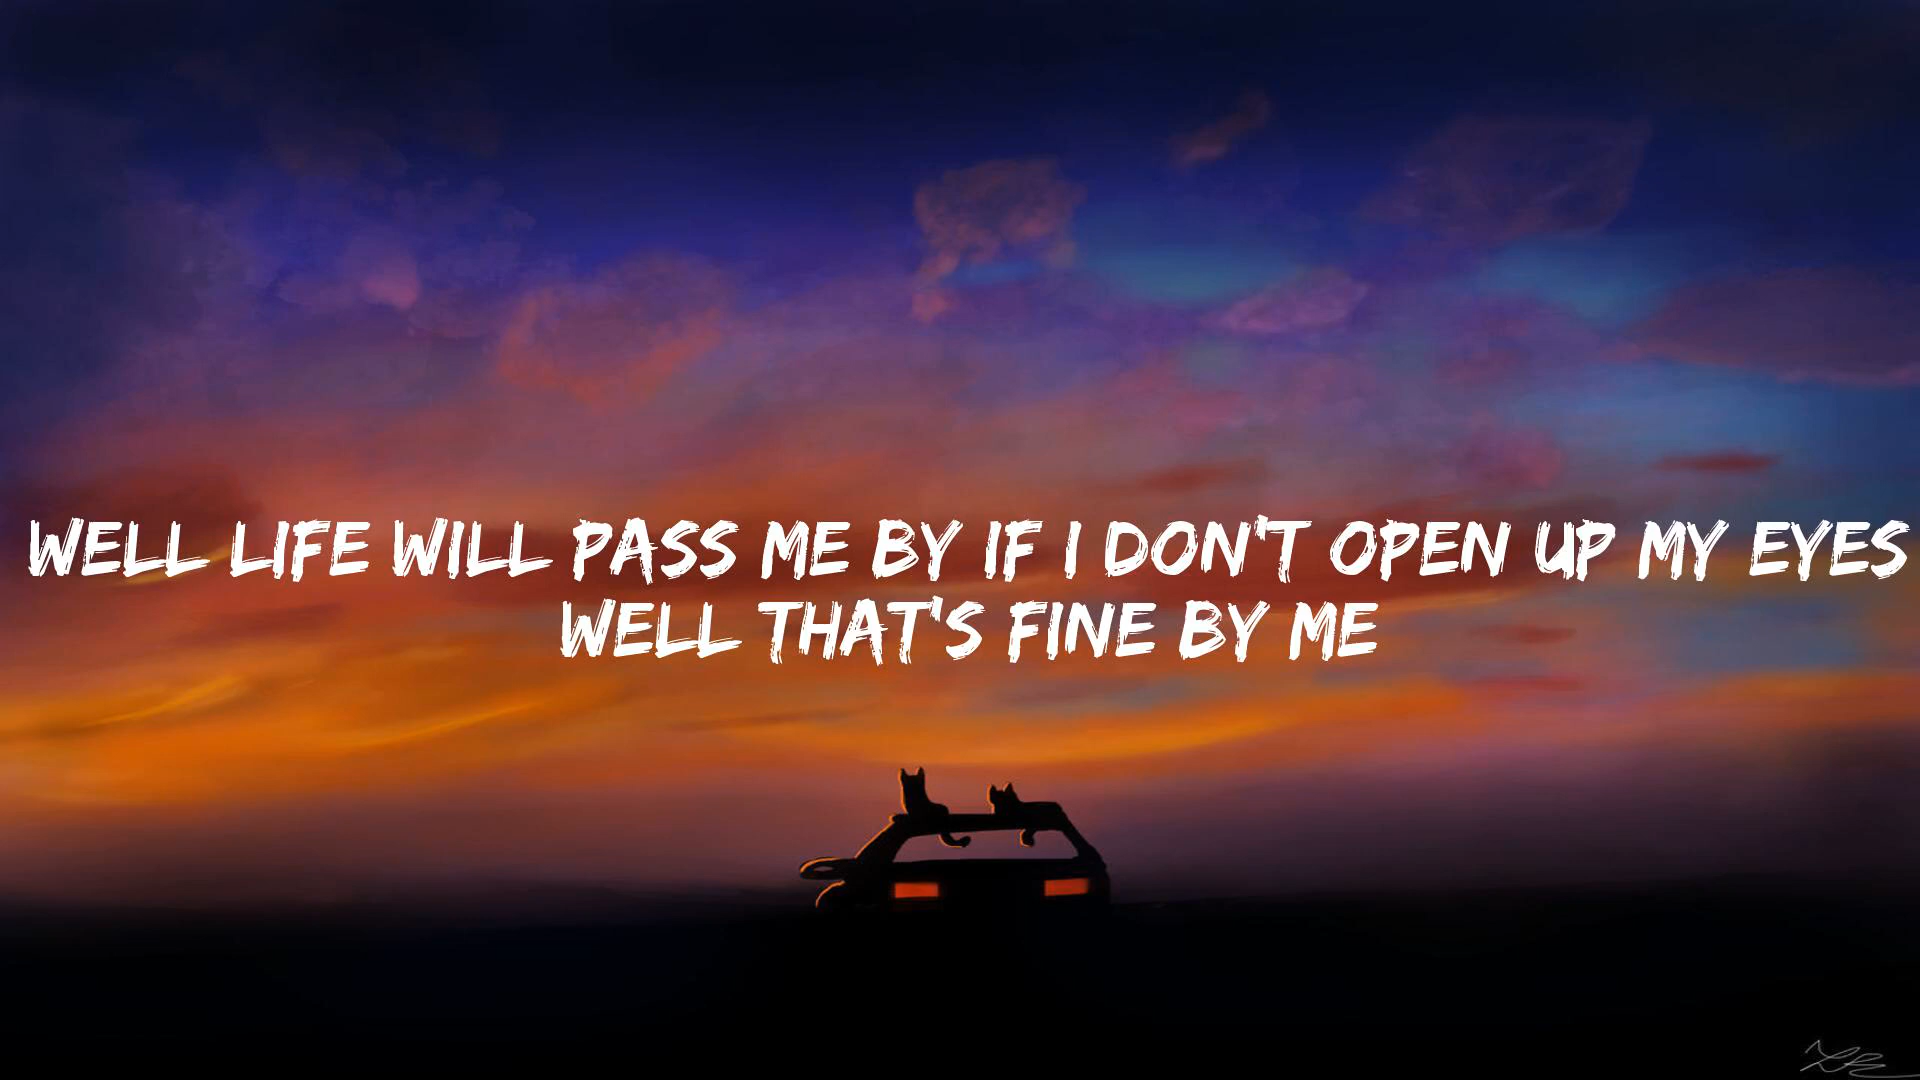 WELL LIFE WILL PASS ME BY IF I DON'T OPEN UP MY EYES
WELL THAT'S FINE BY ME